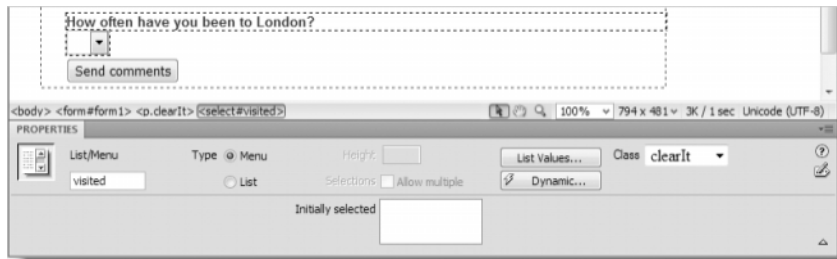 How often have you been to London?
Send comments
<body> <form#form1> <p.clearIt> <select#visited> 100% 794 x 481 3K / 1 sec Unicode (UTF-8)
PROPERTIES
List/Menu Type Menu Height List Values... Class clearIt
visited List Selections Allow multiple Dynamic...
Initially selected